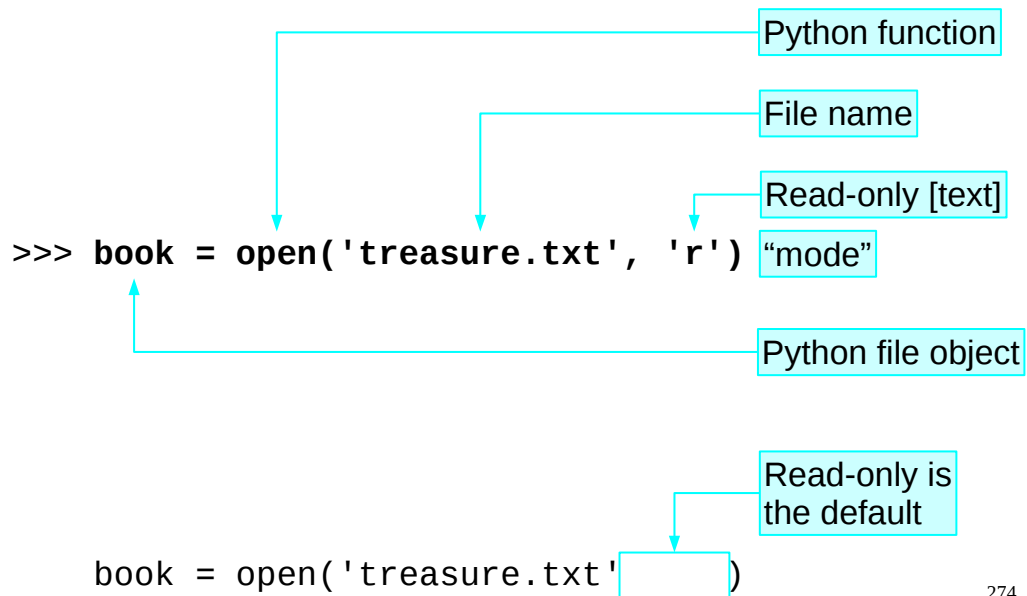 Python function
File name
Read-only [text]
>>> book = open('treasure.txt', 'r') “mode”
Python file object
Read-only is
the default
book = open('treasure.txt' )
274